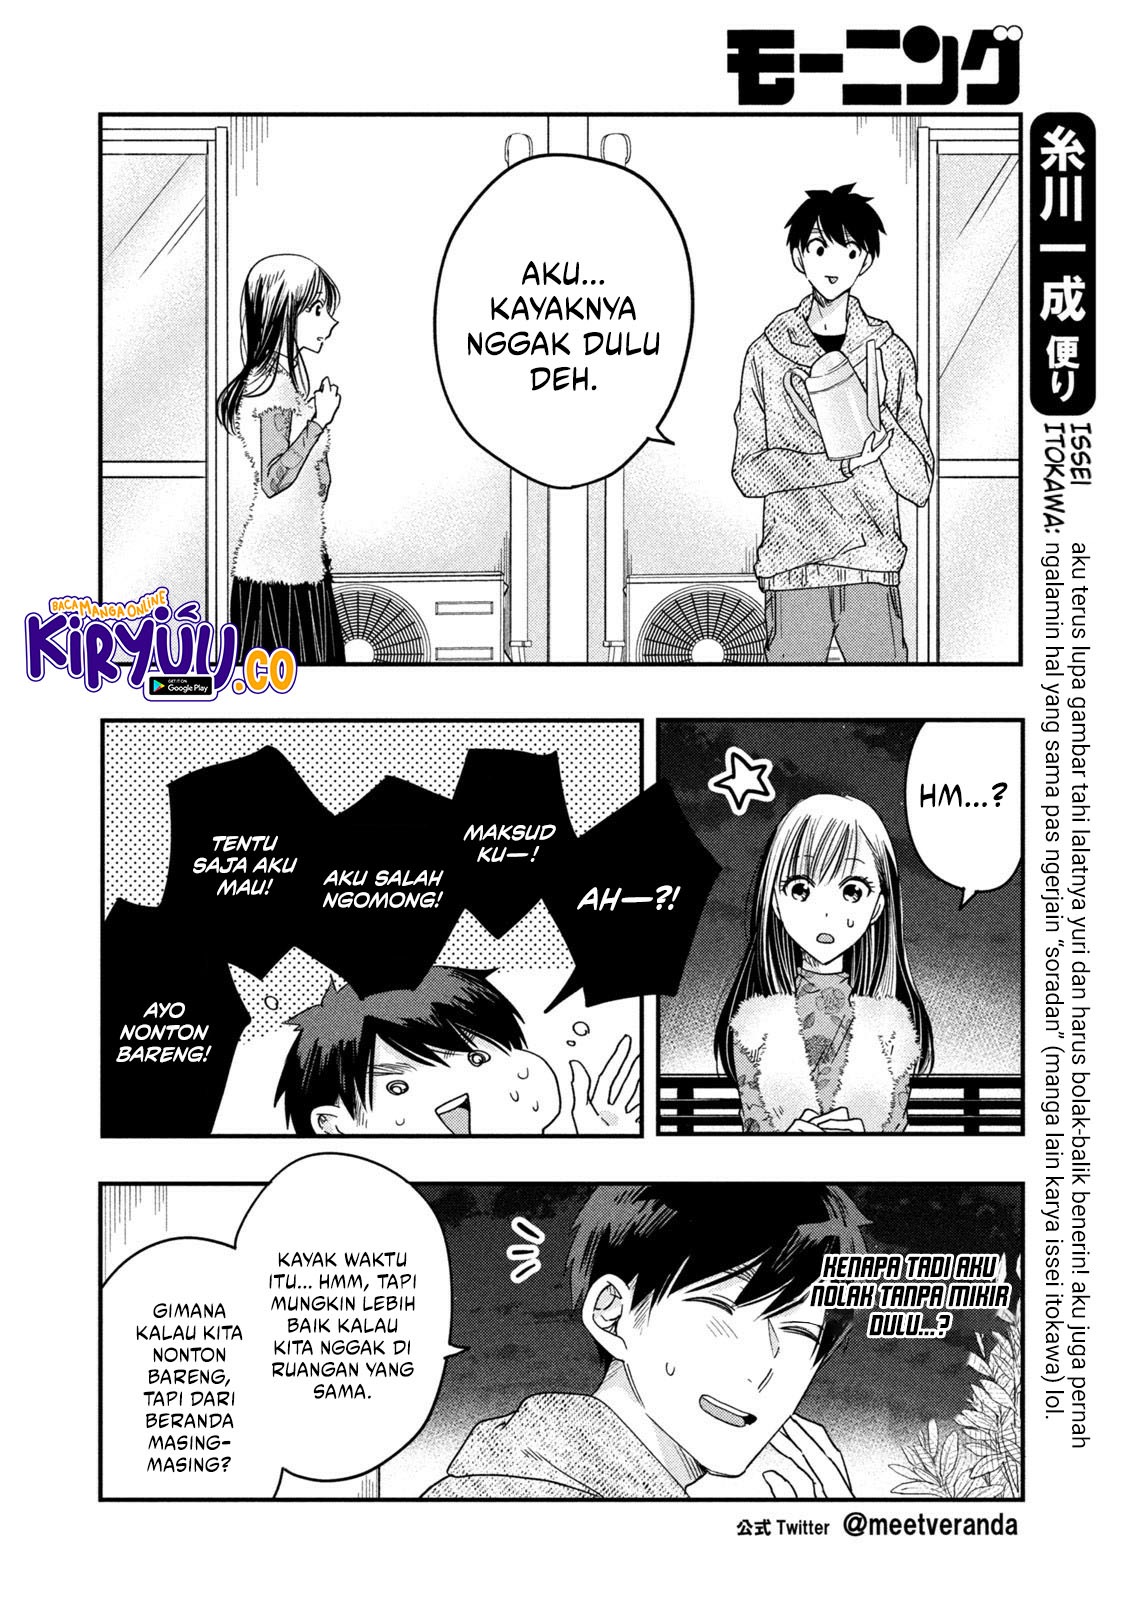 モーニング
糸川一成 便り
ISSEI
ITOKAWA:
aku terus lupa gambar tahi lalatnya yuri dan harus bolak-balik benerin! aku juga pernah
ngalamin hal yang sama pas ngerjain "soradan" (manga lain karya issei itokawa) lol.
AKU...
KAYAKNYA
NGGAK DULU
DEH.
BACA MANGA ONLINE
KIRYUU.CO
GET IT ON
Google Play
HM...?
AH—?!
MAKSUD
KU—!
AKU SALAH
NGOMONG!
TENTU
SAJA AKU
MAU!
AYO
NONTON
BARENG!
KENAPA TADI AKU
NOLAK TANPA MIKIR
DULU...?
KAYAK WAKTU
ITU... HMM, TAPI
MUNGKIN LEBIH
BAIK KALAU
KITA NGGAK DI
RUANGAN YANG
SAMA.
GIMANA
KALAU KITA
NONTON
BARENG,
TAPI DARI
BERANDA
MASING-
MASING?
公式 Twitter @meetveranda